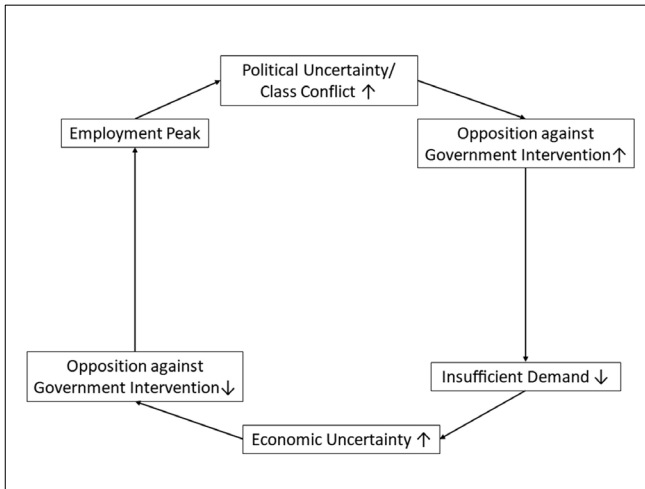 Political Uncertainty/
Class Conflict ↑
Employment Peak
Opposition against
Government Intervention↑
Opposition against
Government Intervention↓
Insufficient Demand ↓
Economic Uncertainty ↑